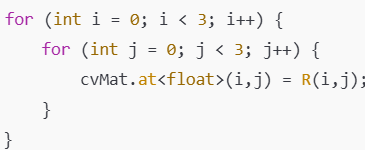 for (int i = 0; i < 3; i++) {
    for (int j = 0; j < 3; j++) {
        cvMat.at<float>(i,j) = R(i,j);
    }
}